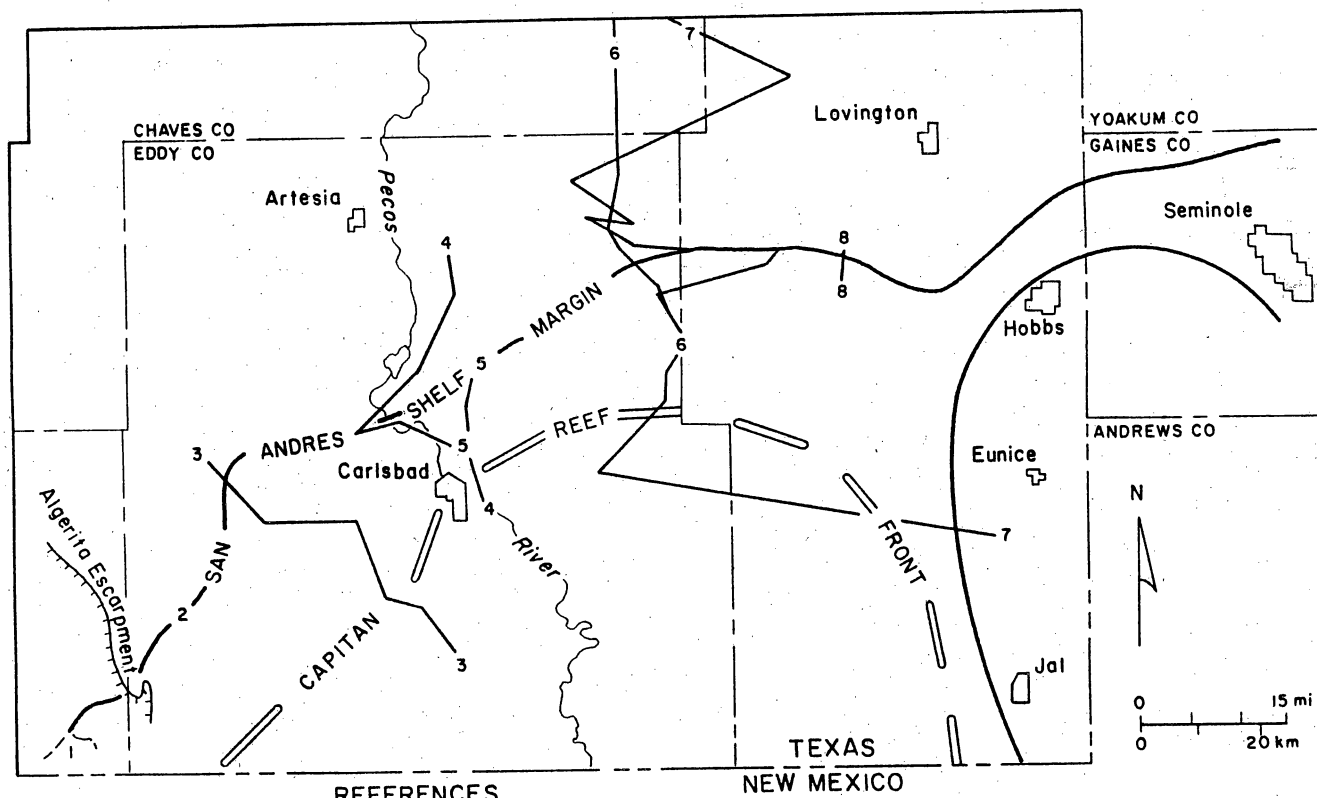 7
6
Lovington
YOAKUM CO
GAINES CO
CHAVES CO
EDDY CO
Artesia
Pecos
Seminole
4
8
8
MARGIN
Hobbs
6
5
SHELF
REEF
ANDREWS CO
ANDRES
5
3
Carlsbad
Eunice
4
N
Algerita Escarpment
SAN
River
FRONT
7
2
CAPITAN
3
Jal
0 15 mi
0 20 km
1
TEXAS
NEW MEXICO
REFERENCES